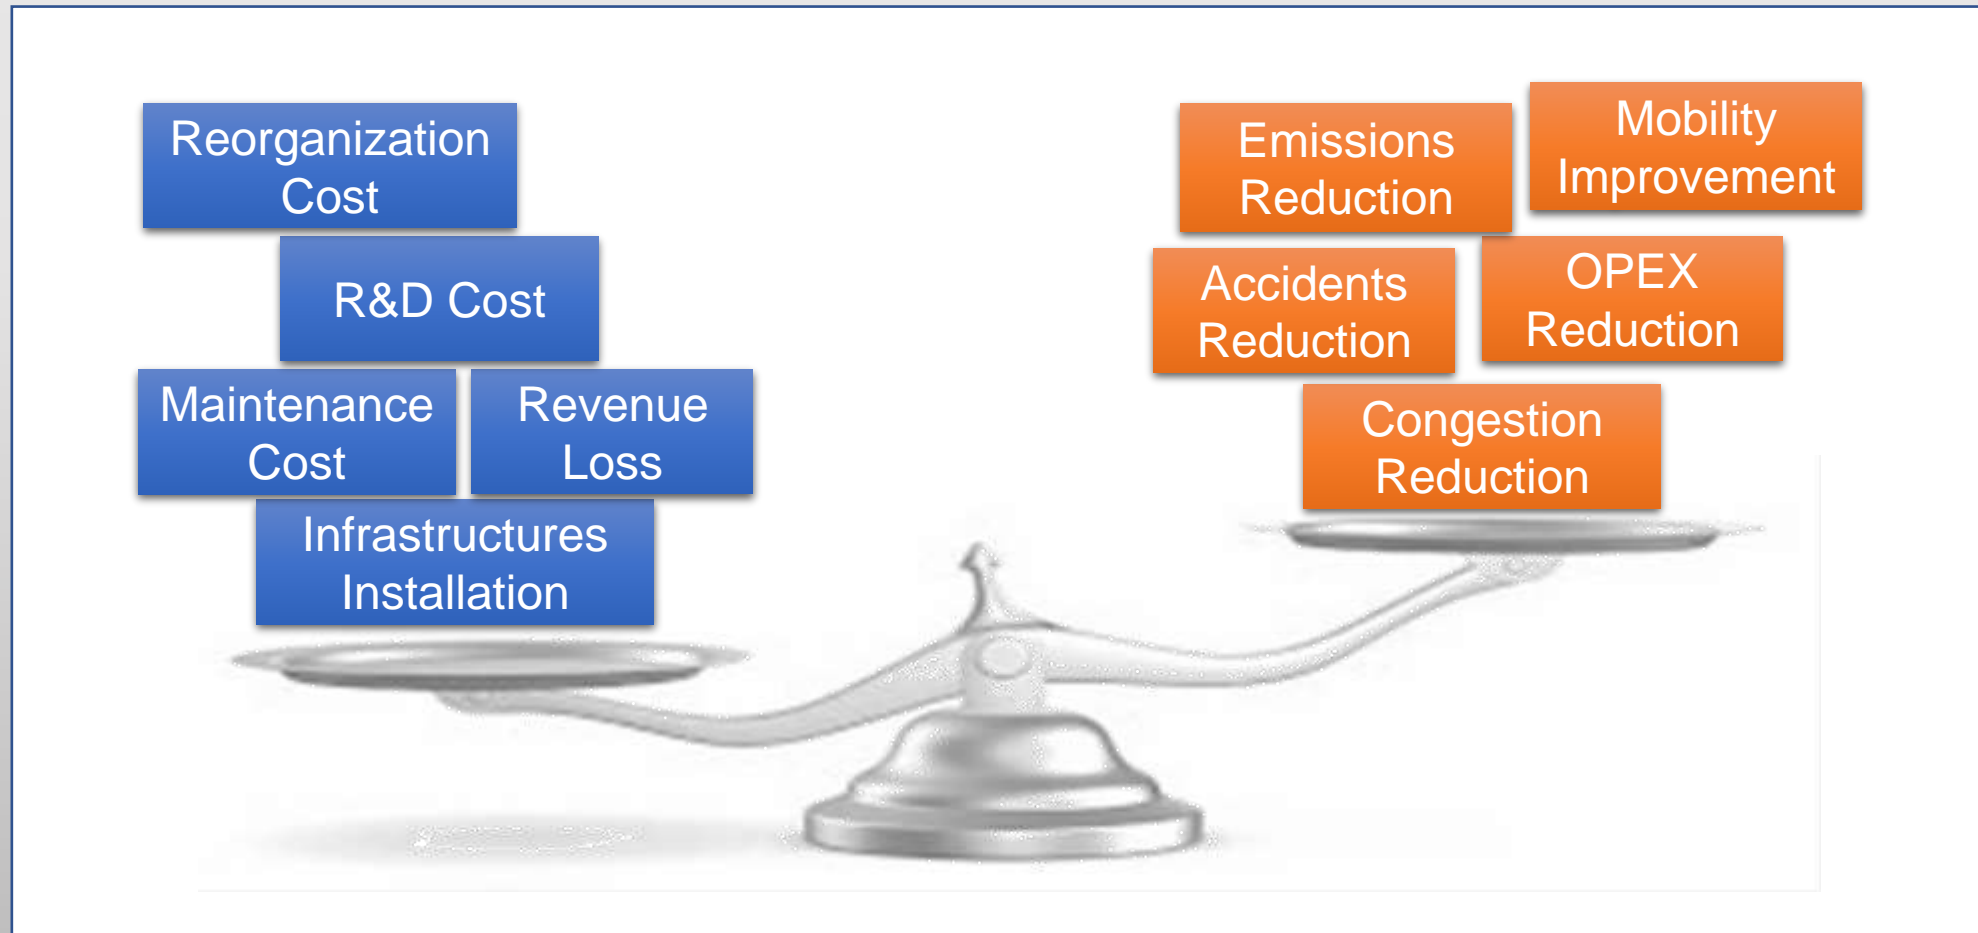 Reorganization
Cost
R&D Cost
Maintenance
Cost
Revenue
Loss
Infrastructures
Installation
Emissions
Reduction
Mobility
Improvement
Accidents
Reduction
OPEX
Reduction
Congestion
Reduction